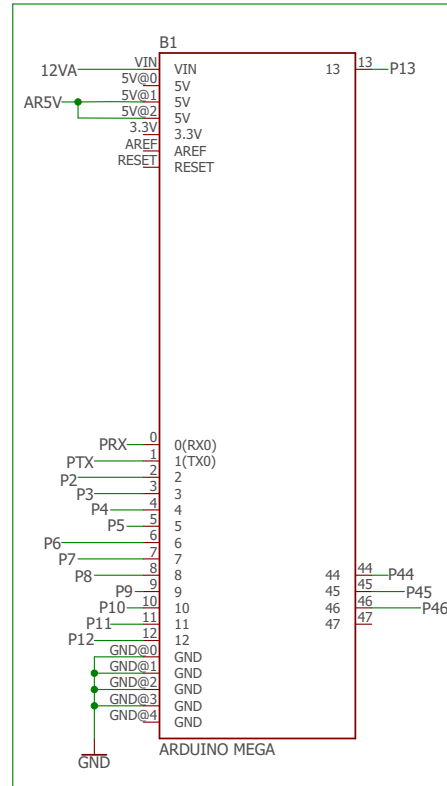 B1
VIN 13
12VA VIN 13 P13
5V@0 5V
5V@1
AR5V 5V
5V@2 5V
3.3V 3.3V
AREF AREF
RESET RESET
0
PRX 0(RX0)
1
PTX 1(TX0)
2
P2 2
3
P3 3
4
P4 4
5
P5 5
6
P6 6
7
P7 7
8 44
P8 8 44 P44
9 45
P9 9 45 P45
10 46
P10 10 46 P46
11 47
P11 11 47
12
P12 12
GND@0 GND
GND@1 GND
GND@2 GND
GND@3 GND
GND@4 GND
ARDUINO MEGA
GND